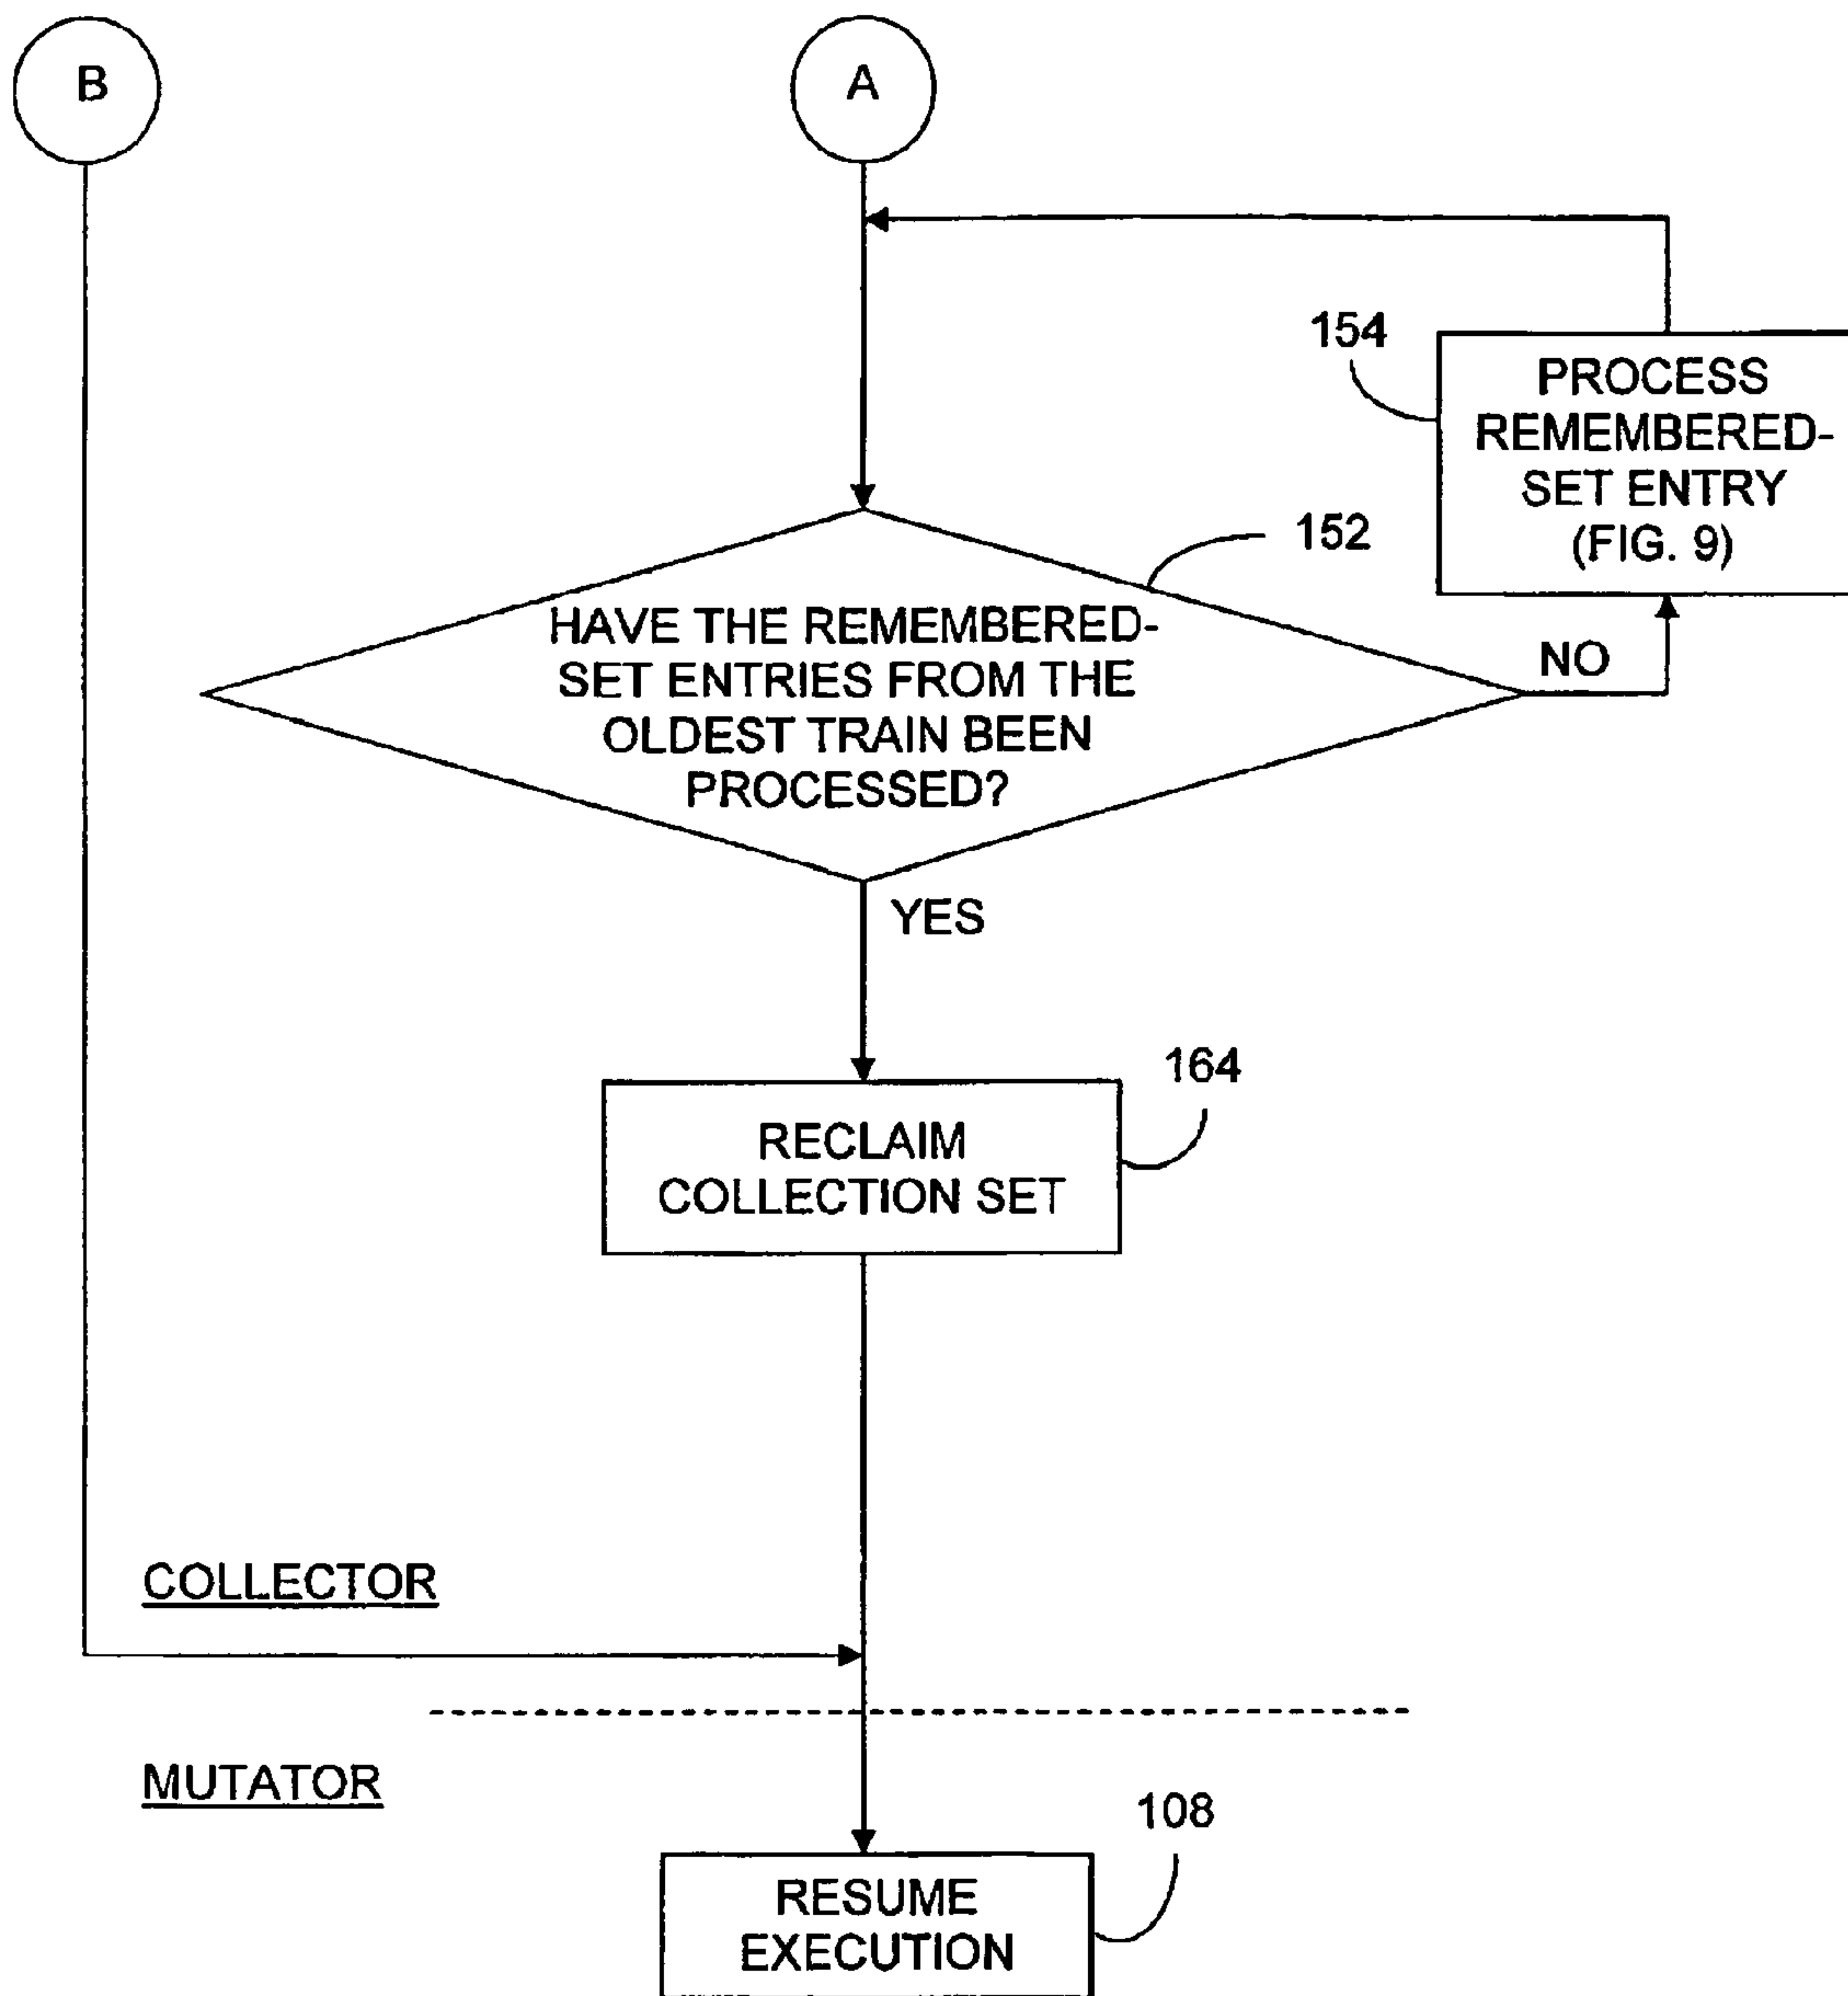 B
A
154
PROCESS
REMEMBERED-
SET ENTRY
(FIG. 9)
152
HAVE THE REMEMBERED-
SET ENTRIES FROM THE
OLDEST TRAIN BEEN
PROCESSED?
NO
YES
164
RECLAIM
COLLECTION SET
COLLECTOR
MUTATOR
108
RESUME
EXECUTION